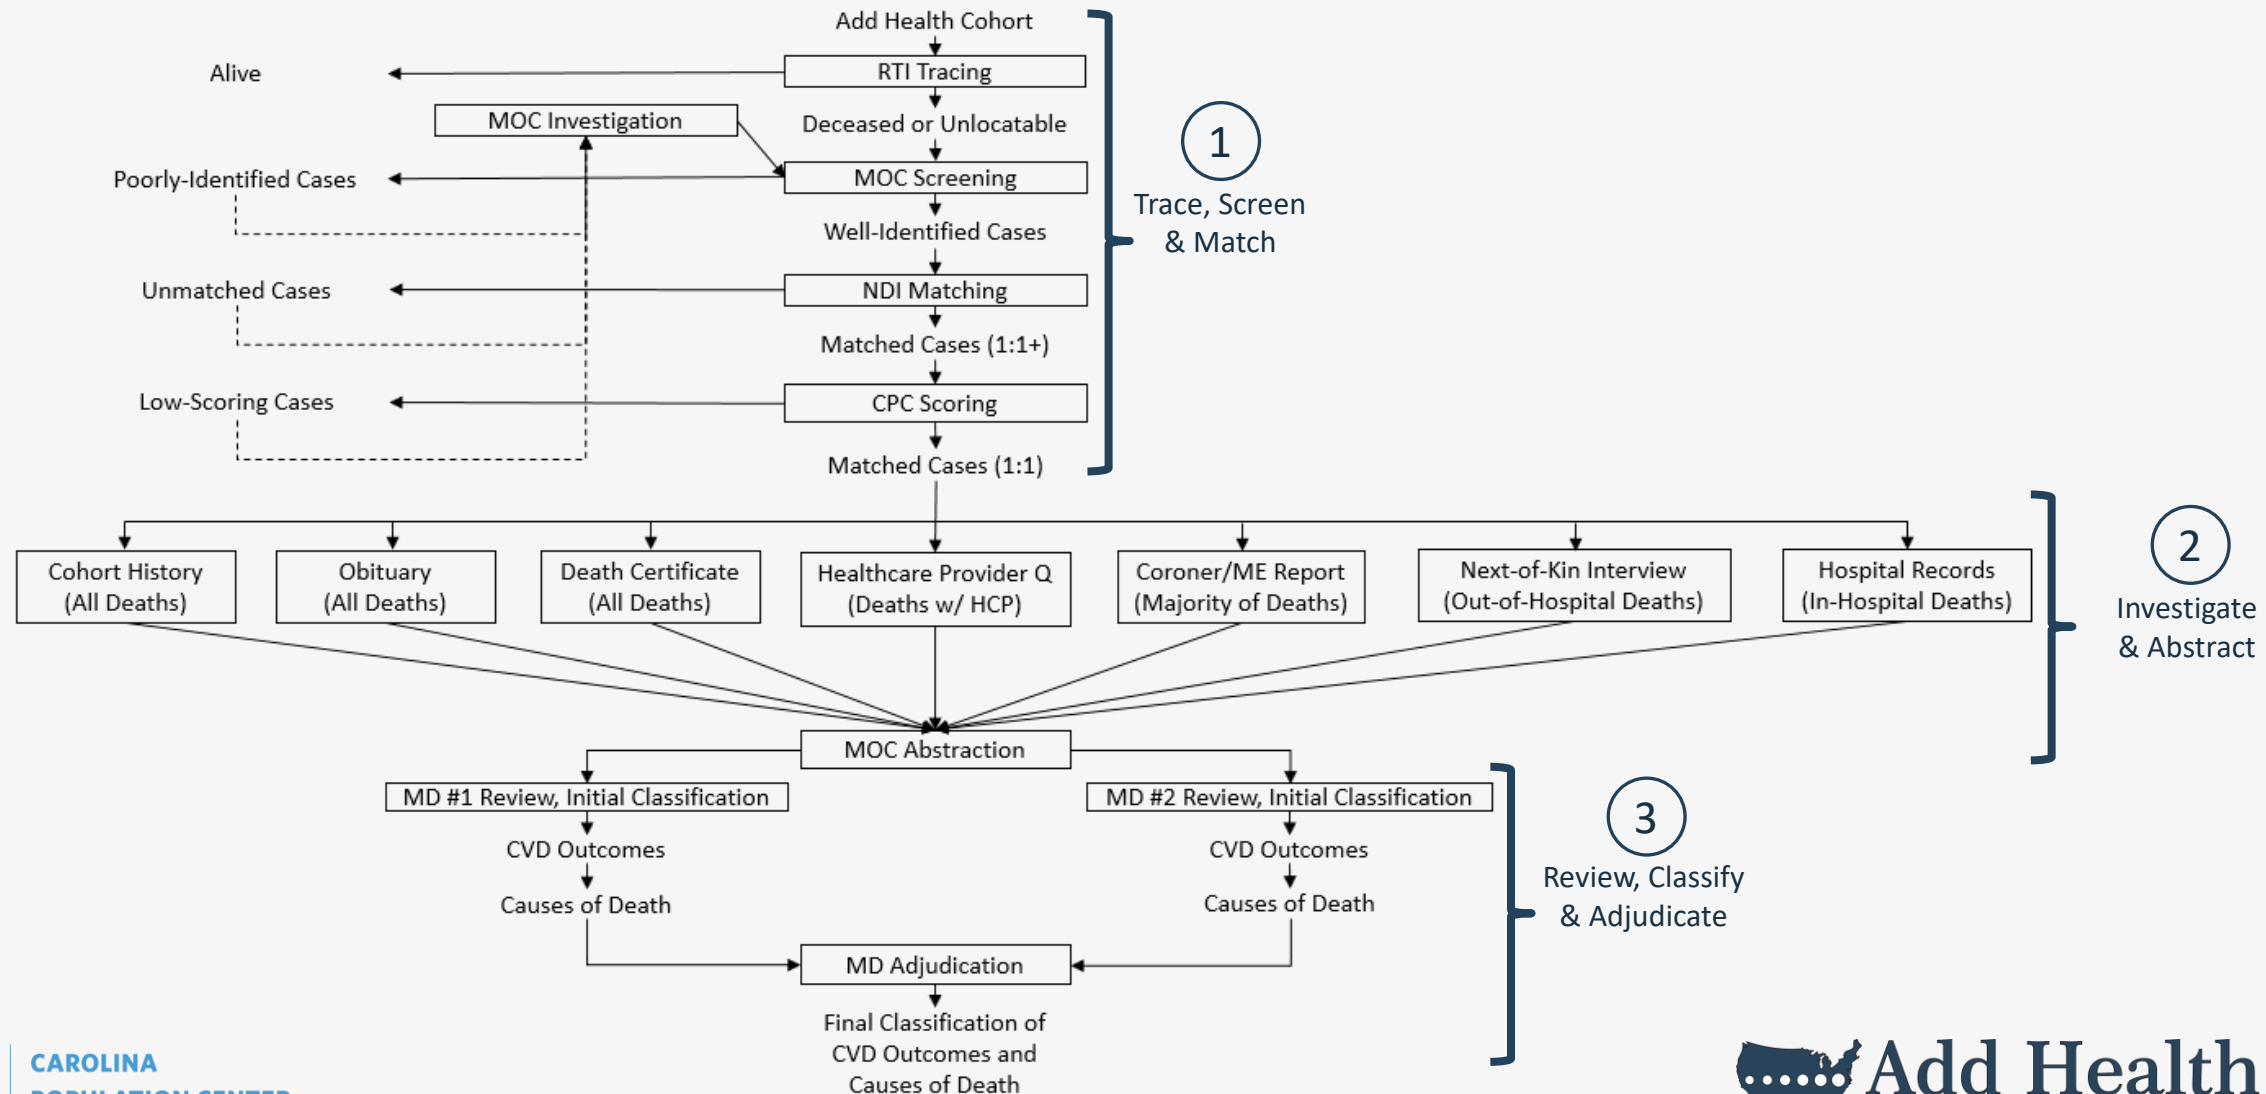 Add Health Cohort
Alive
RTI Tracing
MOC Investigation
Deceased or Unlocatable
Poorly-Identified Cases
MOC Screening
Well-Identified Cases
Unmatched Cases
NDI Matching
Matched Cases (1:1+)
Low-Scoring Cases
CPC Scoring
Matched Cases (1:1)
1
Trace, Screen
& Match
Cohort History
(All Deaths)
Obituary
(All Deaths)
Death Certificate
(All Deaths)
Healthcare Provider Q
(Deaths w/ HCP)
Coroner/ME Report
(Majority of Deaths)
Next-of-Kin Interview
(Out-of-Hospital Deaths)
Hospital Records
(In-Hospital Deaths)
2
Investigate
& Abstract
MOC Abstraction
MD #1 Review, Initial Classification
CVD Outcomes
Causes of Death
MD #2 Review, Initial Classification
CVD Outcomes
Causes of Death
3
Review, Classify
& Adjudicate
MD Adjudication
Final Classification of
CVD Outcomes and
Causes of Death
CAROLINA
POPULATION CENTER
Add Health